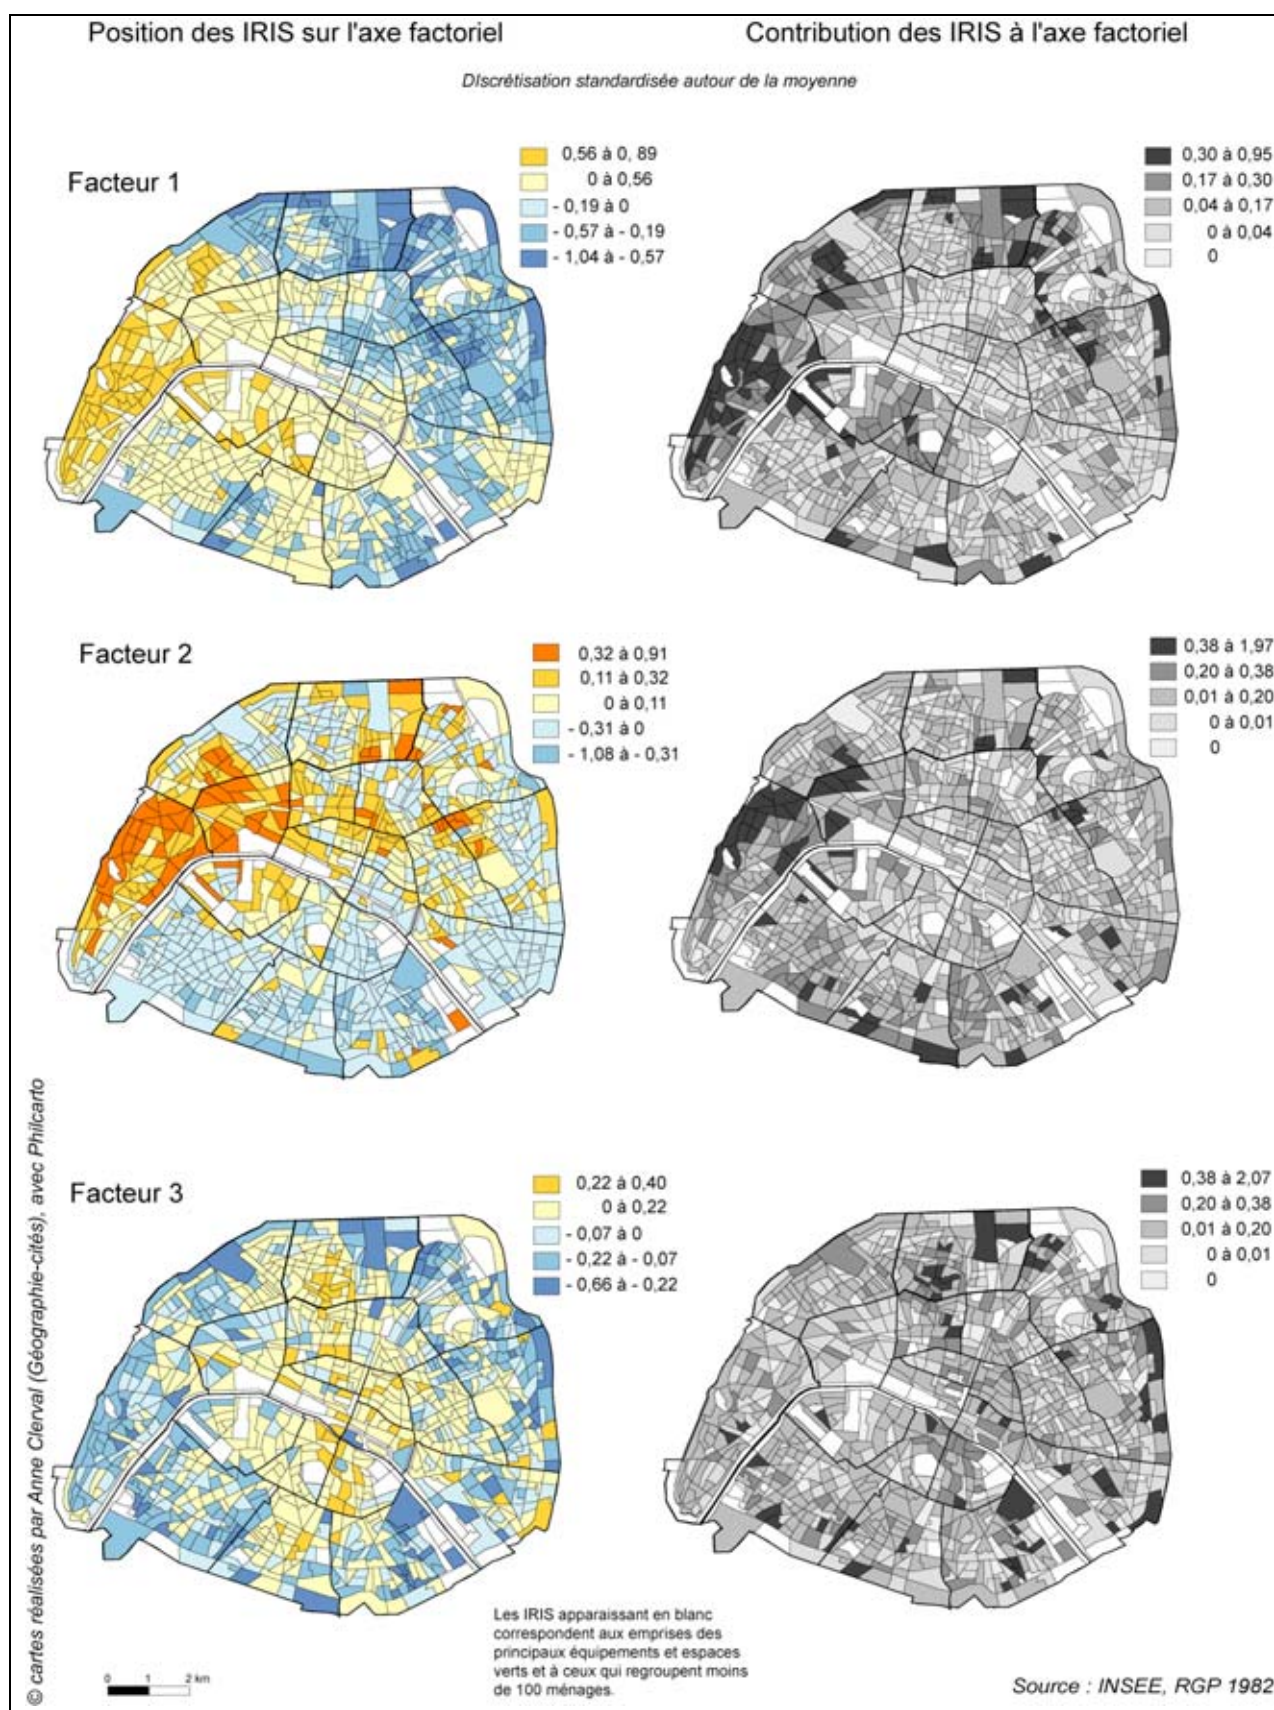 Position des IRIS sur l'axe factoriel
Contribution des IRIS à l'axe factoriel
DIscrétisation standardisée autour de la moyenne
Facteur 1
0,56 à 0, 89
0 à 0,56
- 0,19 à 0
- 0,57 à - 0,19
- 1,04 à - 0,57
0,30 à 0,95
0,17 à 0,30
0,04 à 0,17
0 à 0,04
0
Facteur 2
0,32 à 0,91
0,11 à 0,32
0 à 0,11
- 0,31 à 0
- 1,08 à - 0,31
0,38 à 1,97
0,20 à 0,38
0,01 à 0,20
0 à 0,01
0
Facteur 3
0,22 à 0,40
0 à 0,22
- 0,07 à 0
- 0,22 à - 0,07
- 0,66 à - 0,22
0,38 à 2,07
0,20 à 0,38
0,01 à 0,20
0 à 0,01
0
© cartes réalisées par Anne Clerval (Géographie-cités), avec Philcarto
0 1 2 km
Les IRIS apparaissant en blanc
correspondent aux emprises des
principaux équipements et espaces
verts et à ceux qui regroupent moins
de 100 ménages.
Source : INSEE, RGP 1982